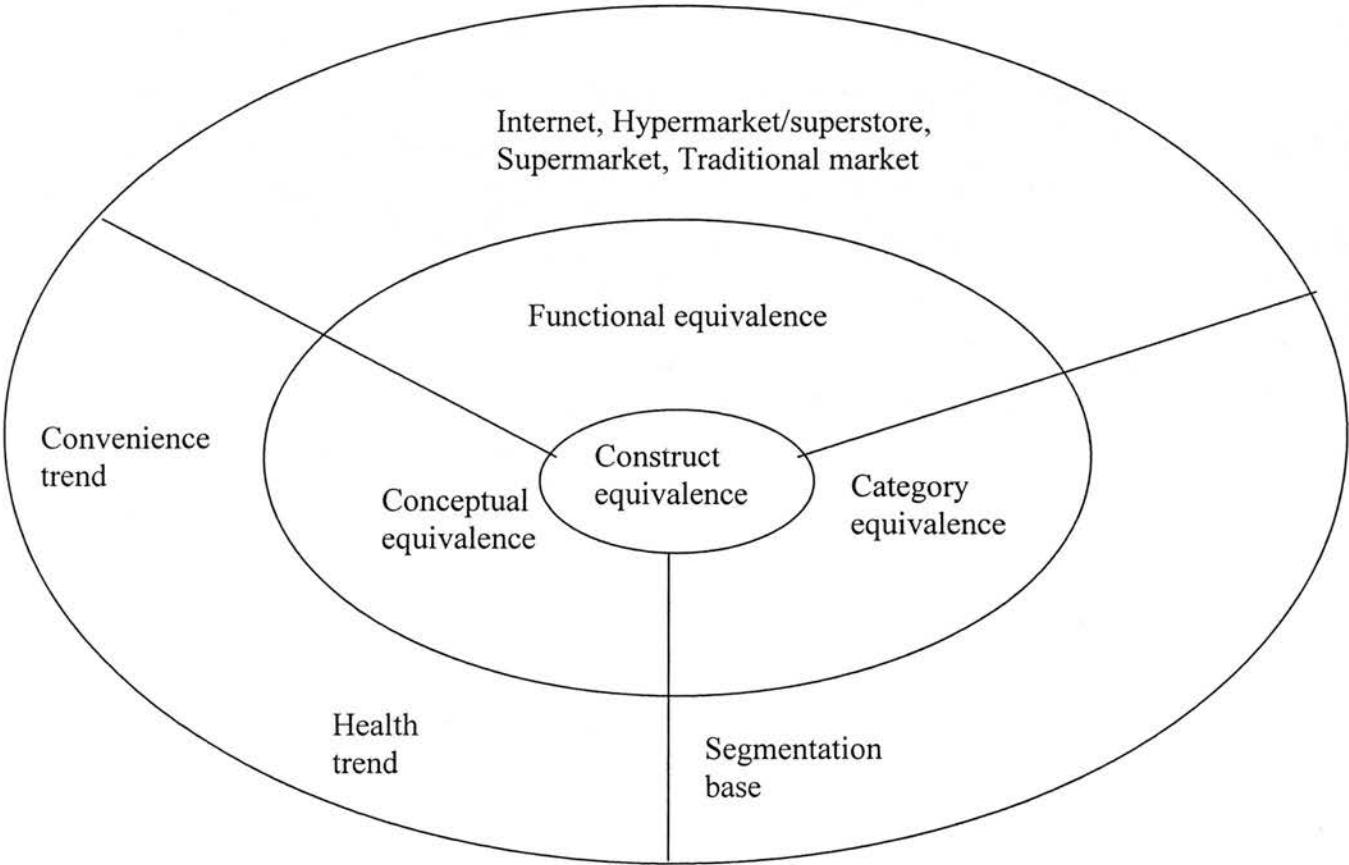 Internet, Hypermarket/superstore,
Supermarket, Traditional market
Functional equivalence
Convenience
trend
Conceptual
equivalence
Construct
equivalence
Category
equivalence
Health
trend
Segmentation
base